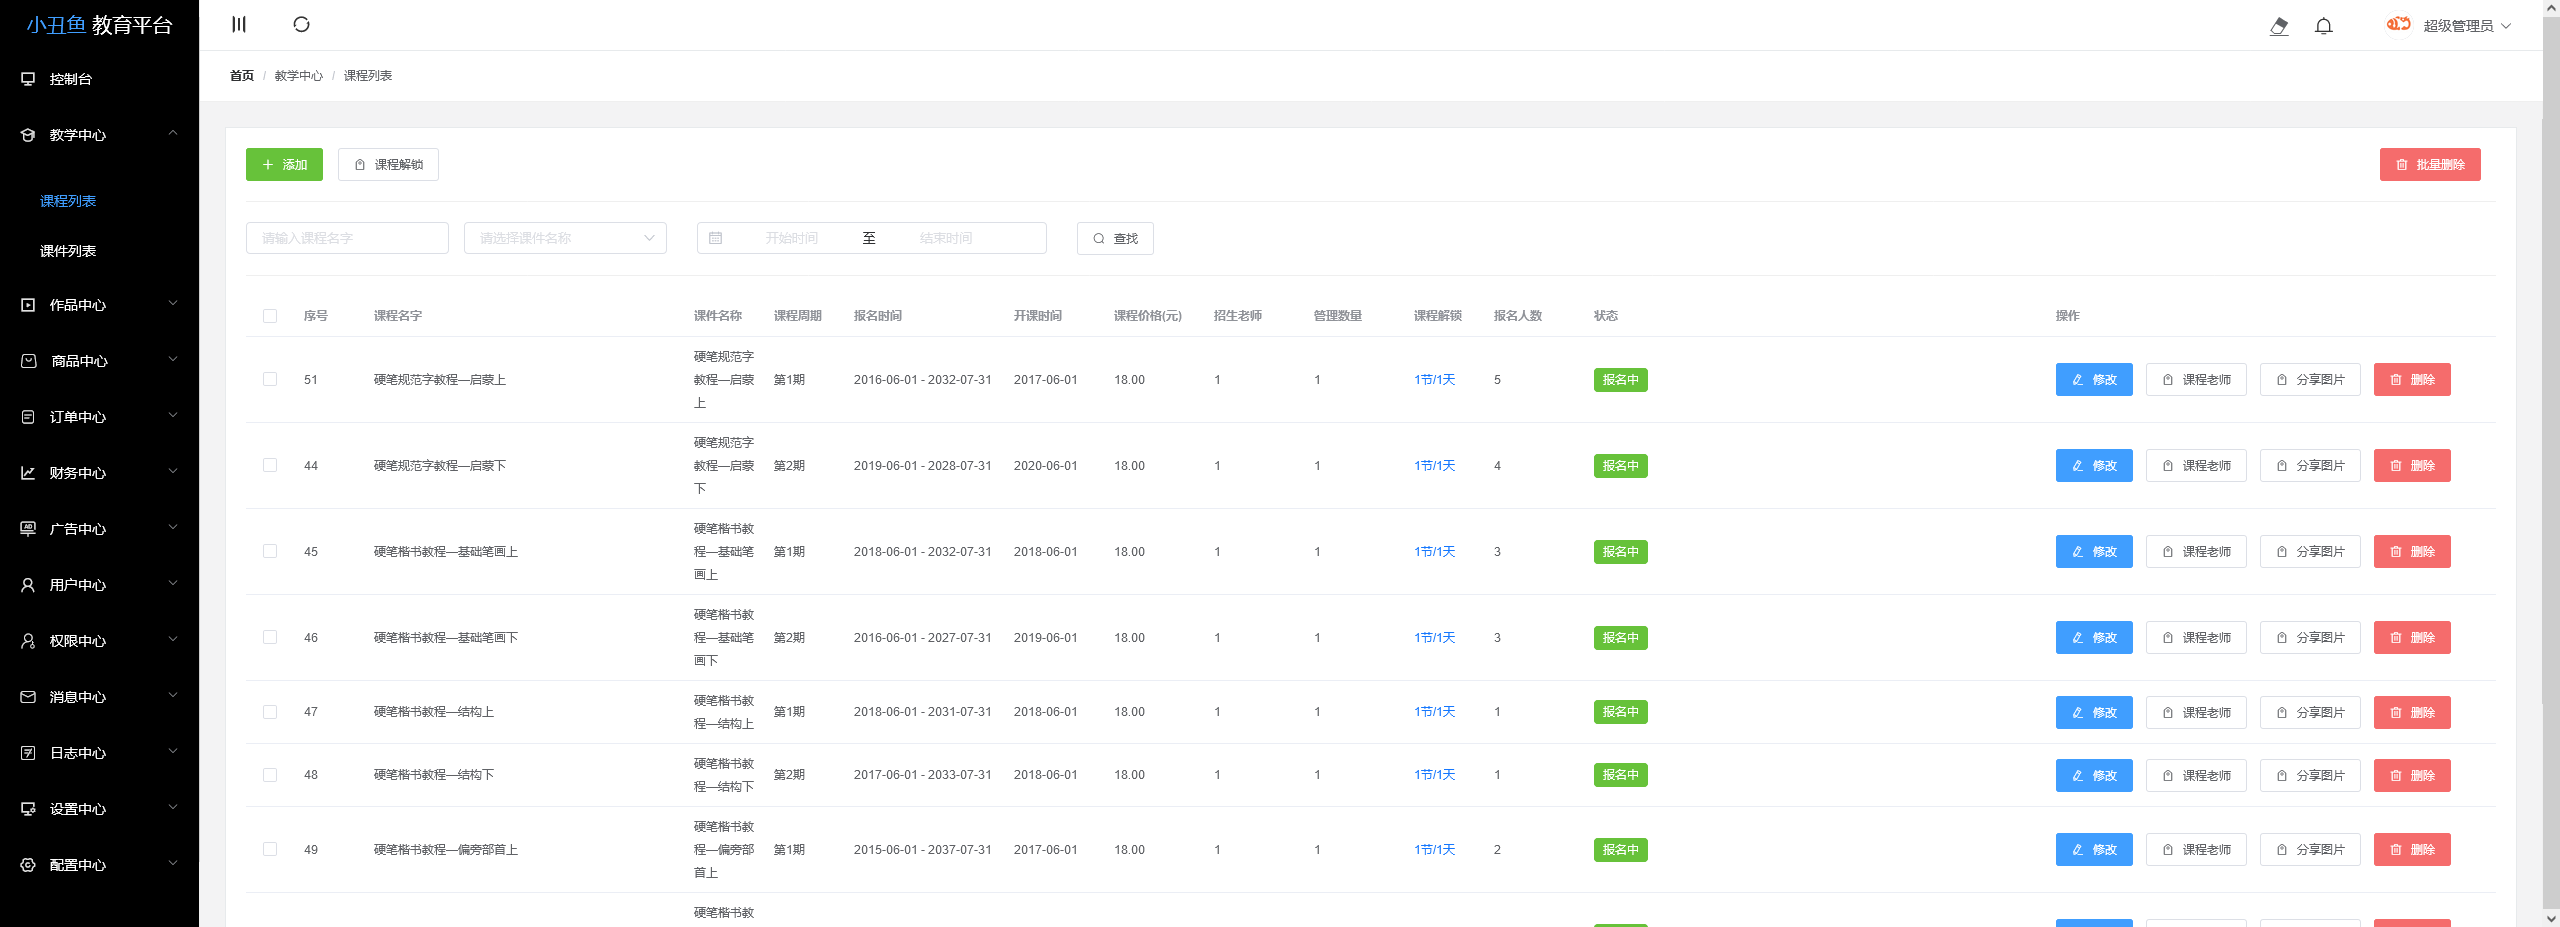 小丑鱼 教育平台
控制台
教学中心
课程列表
课件列表
作品中心
商品中心
订单中心
财务中心
广告中心
用户中心
权限中心
消息中心
日志中心
设置中心
配置中心
超级管理员
首页 / 教学中心 / 课程列表
添加 课程解锁 批量删除
请输入课程名字 请选择课件名称 开始时间 至 结束时间 查找
序号 课程名字 课件名称 课程周期 报名时间 开课时间 课程价格(元) 招生老师 管理数量 课程解锁 报名人数 状态 操作
硬笔规范字
51 硬笔规范字教程—启蒙上 教程—启蒙 第1期 2016-06-01 - 2032-07-31 2017-06-01 18.00 1 1 1节/1天 5 报名中 修改 课程老师 分享图片 删除
上
硬笔规范字
44 硬笔规范字教程—启蒙下 教程—启蒙 第2期 2019-06-01 - 2028-07-31 2020-06-01 18.00 1 1 1节/1天 4 报名中 修改 课程老师 分享图片 删除
下
硬笔楷书教
45 硬笔楷书教程—基础笔画上 程—基础笔 第1期 2018-06-01 - 2032-07-31 2018-06-01 18.00 1 1 1节/1天 3 报名中 修改 课程老师 分享图片 删除
画上
硬笔楷书教
46 硬笔楷书教程—基础笔画下 程—基础笔 第2期 2016-06-01 - 2027-07-31 2019-06-01 18.00 1 1 1节/1天 3 报名中 修改 课程老师 分享图片 删除
画下
硬笔楷书教
47 硬笔楷书教程—结构上 程—结构上 第1期 2018-06-01 - 2031-07-31 2018-06-01 18.00 1 1 1节/1天 1 报名中 修改 课程老师 分享图片 删除
硬笔楷书教
48 硬笔楷书教程—结构下 程—结构下 第2期 2017-06-01 - 2033-07-31 2018-06-01 18.00 1 1 1节/1天 1 报名中 修改 课程老师 分享图片 删除
硬笔楷书教
49 硬笔楷书教程—偏旁部首上 程—偏旁部 第1期 2015-06-01 - 2037-07-31 2017-06-01 18.00 1 1 1节/1天 2 报名中 修改 课程老师 分享图片 删除
首上
硬笔楷书教